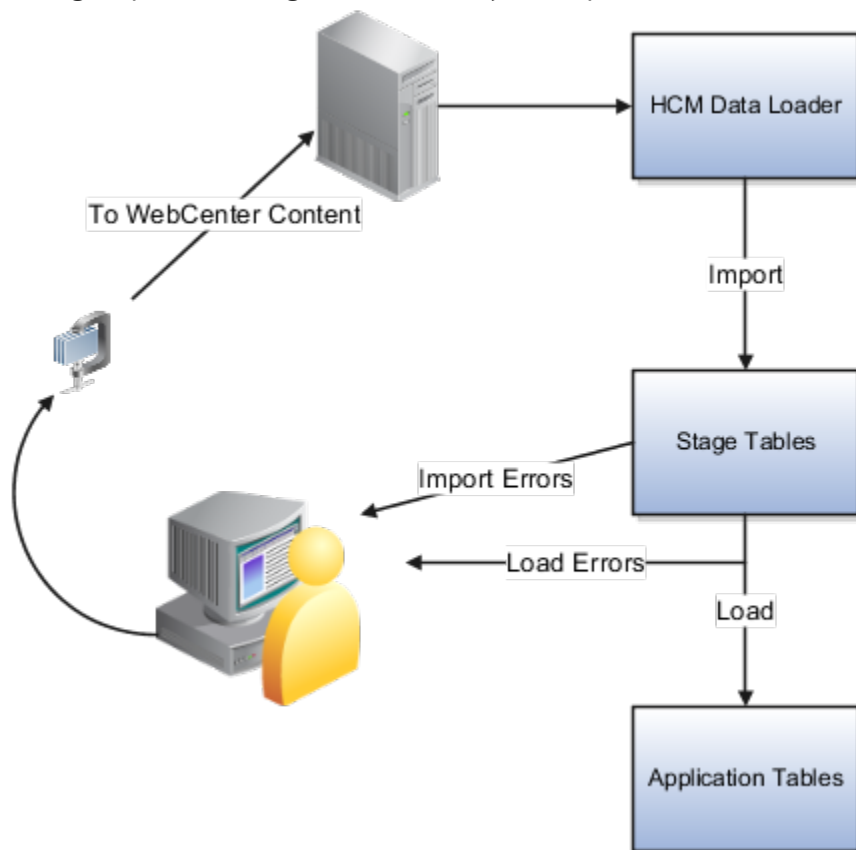 HCM Data Loader
To WebCenter Content
Import
Stage Tables
Import Errors
Load Errors
Load
Application Tables